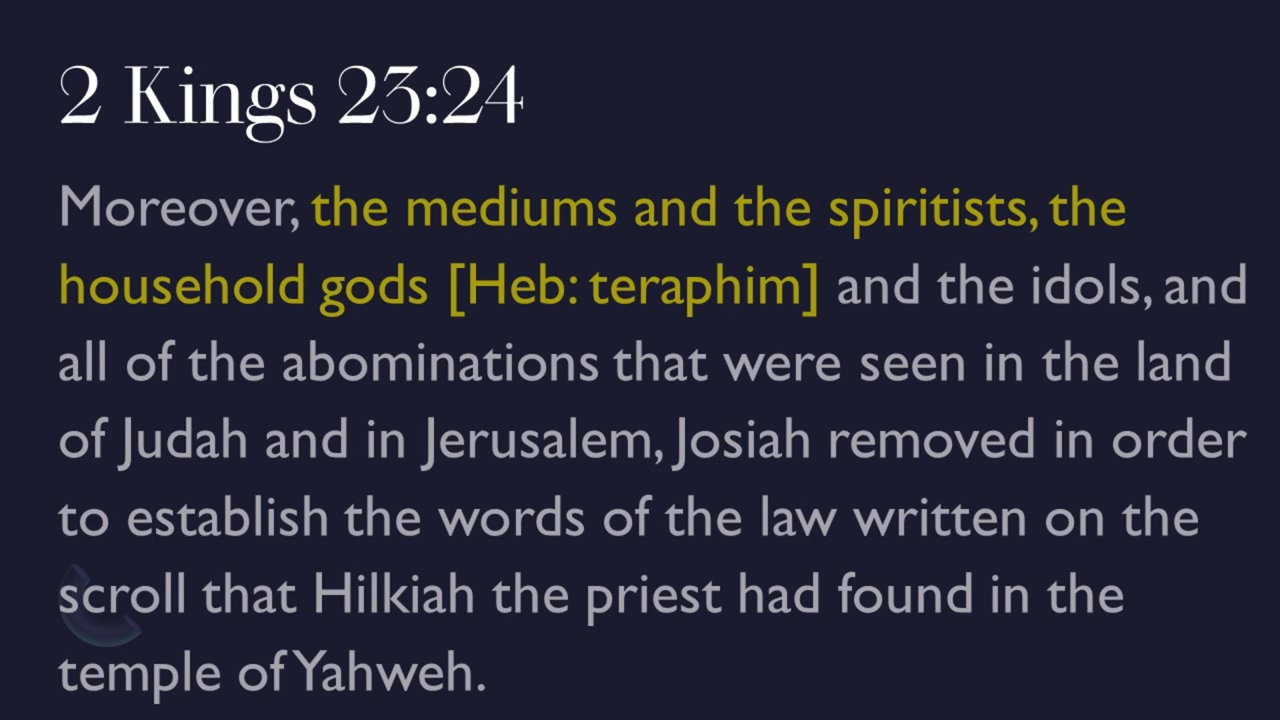 2 Kings 23:24
Moreover, the mediums and the spiritists, the
household gods [Heb: teraphim] and the idols, and
all of the abominations that were seen in the land
of Judah and in Jerusalem, Josiah removed in order
to establish the words of the law written on the
scroll that Hilkiah the priest had found in the
temple of Yahweh.